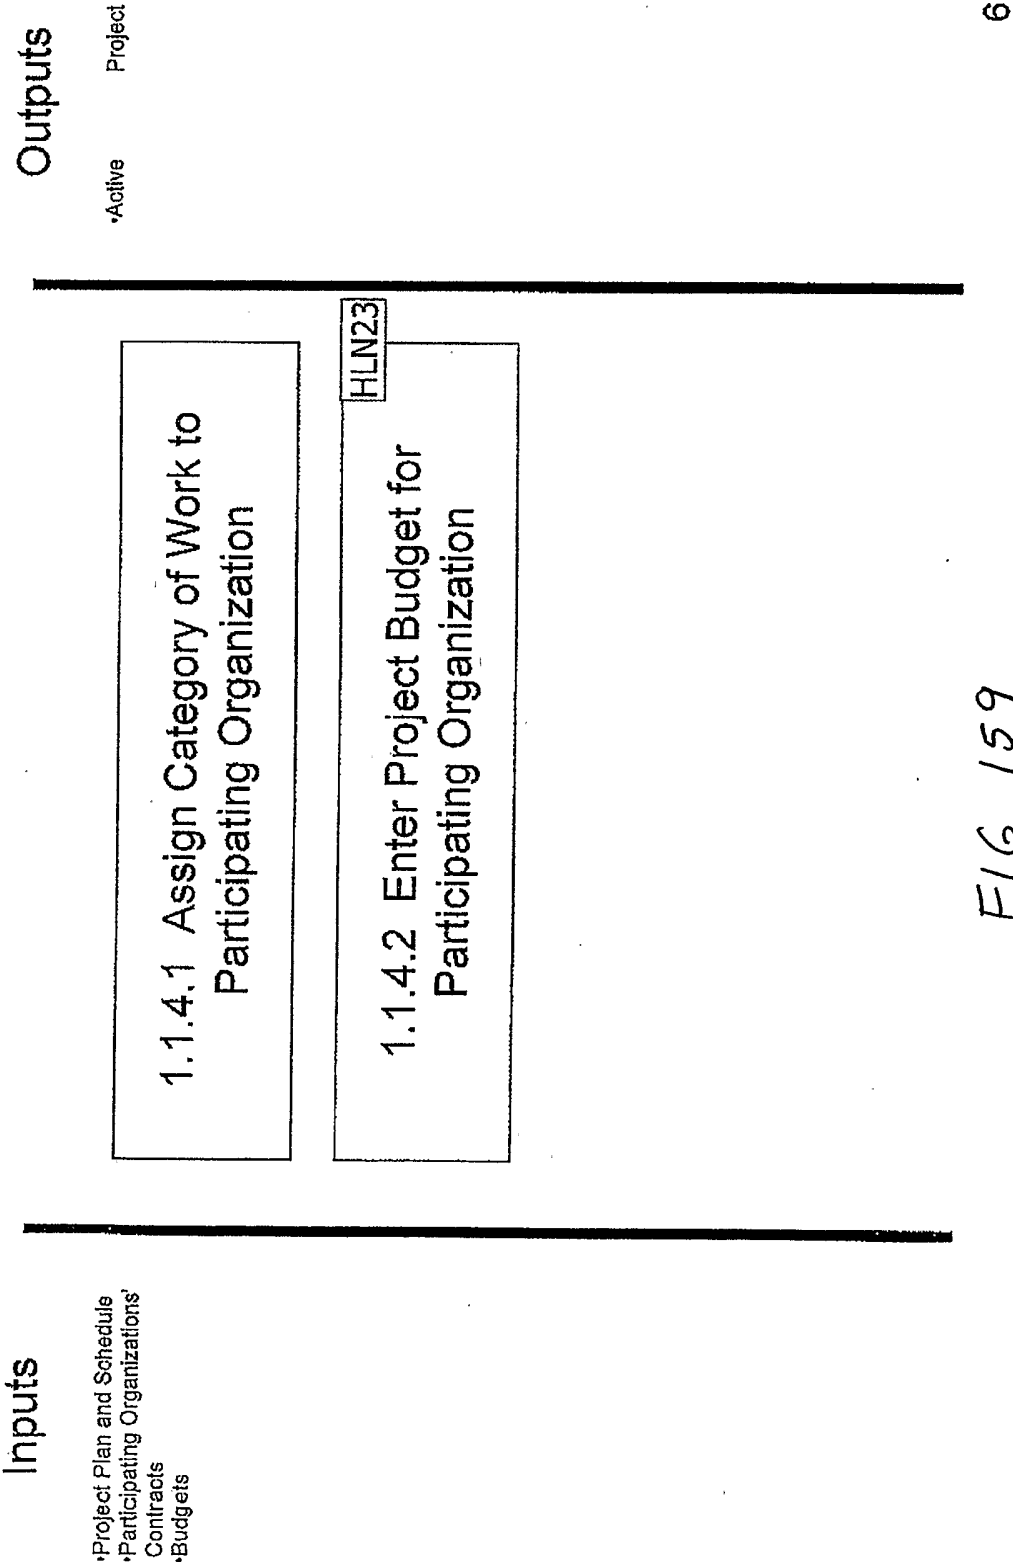 Inputs
•Project Plan and Schedule
•Participating Organizations'
Contracts
•Budgets
1.1.4.1 Assign Category of Work to
Participating Organization
HLN23
1.1.4.2 Enter Project Budget for
Participating Organization
Outputs
•Active Project
FIG 159
6